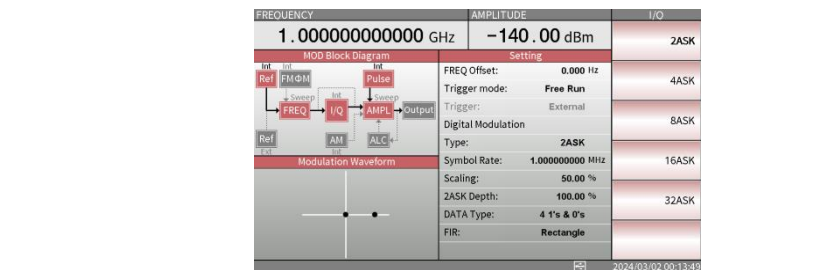 FREQUENCY AMPLITUDE I/Q
1.000000000000 GHz -140.00 dBm
2ASK
MOD Block Diagram
Setting
Int Int Int
Ref FMΦM Pulse
Sweep Int Sweep
FREQ I/Q AMPL Output
Ref AM ALC
Ext Int
FREQ Offset: 0.000 Hz
Trigger mode: Free Run
4ASK
Trigger: External
Digital Modulation
8ASK
Type: 2ASK
Modulation Waveform
Symbol Rate: 1.000000000 MHz
16ASK
Scaling: 50.00 %
2ASK Depth: 100.00 %
32ASK
DATA Type: 4 1's & 0's
FIR: Rectangle
2024/03/02 00:13:49